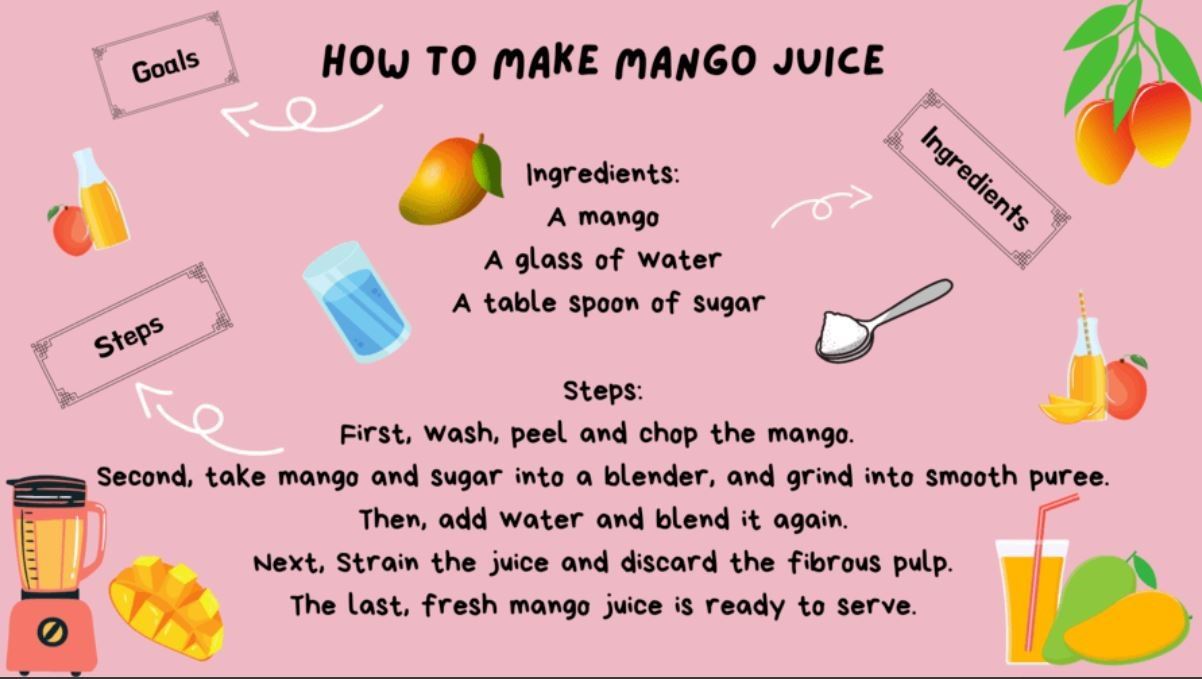 Goals
HOW TO MAKE MANGO JUICE
Ingredients
Ingredients:
A mango
A glass of water
A table spoon of sugar
Steps
Steps:
First, wash, peel and chop the mango.
Second, take mango and sugar into a blender, and grind into smooth puree.
Then, add water and blend it again.
Next, Strain the juice and discard the fibrous pulp.
The last, fresh mango juice is ready to serve.